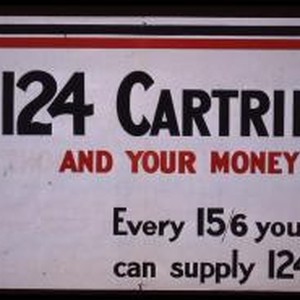 124 CARTRI
AND YOUR MONEY
Every 15/6 you
can supply 124